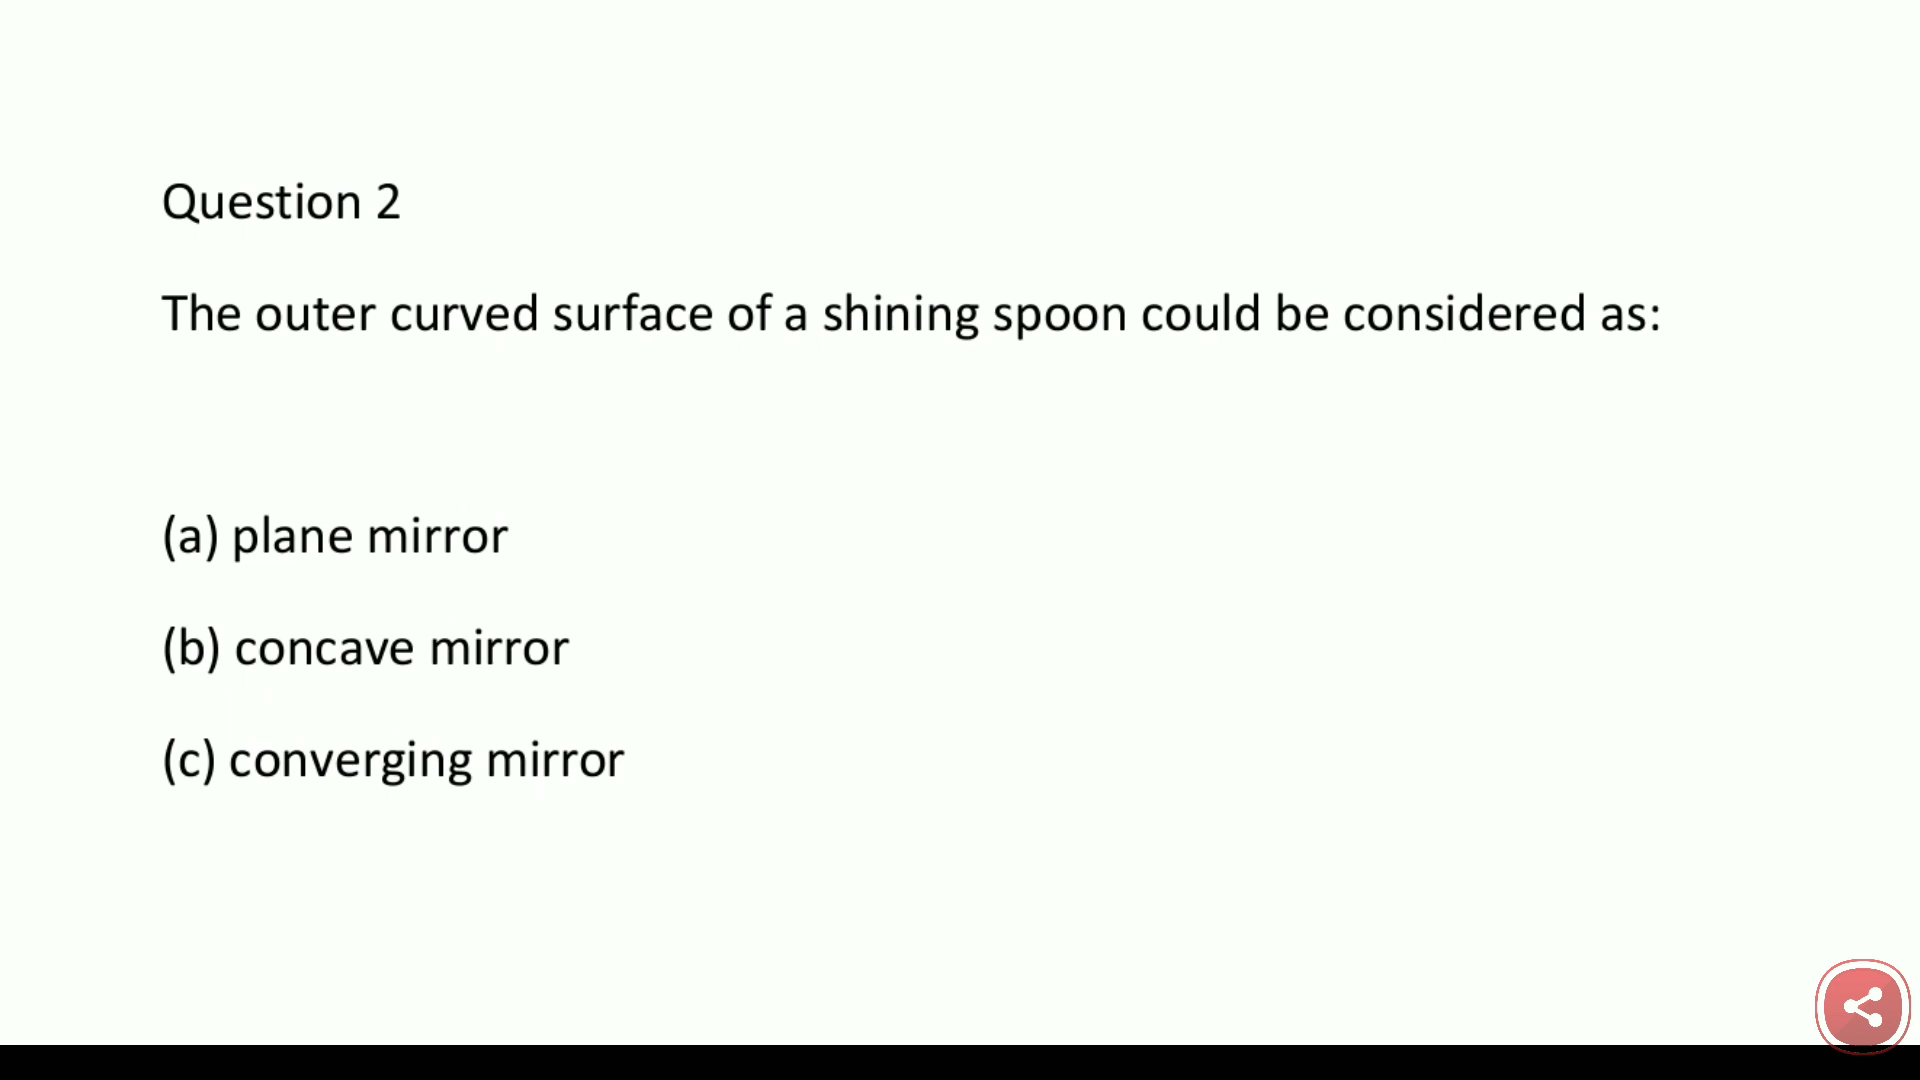 Question 2
The outer curved surface of a shining spoon could be considered as:
(a) plane mirror
(b) concave mirror
(c) converging mirror